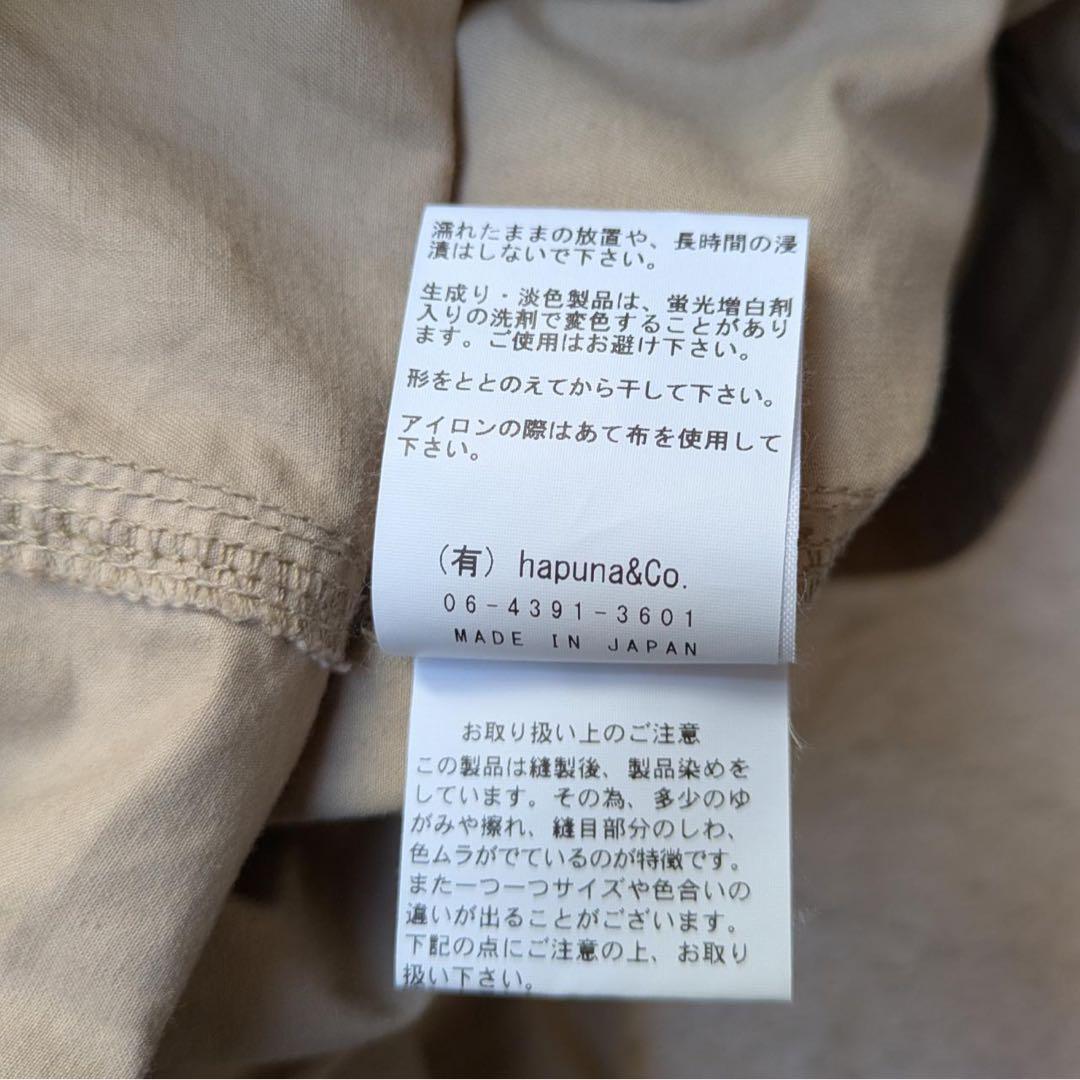 濡れたままの放置や、長時間の浸
漬はしないで下さい。
生成り・淡色製品は、蛍光増白剤
入りの洗剤で変色することがあり
ます。ご使用はお避け下さい。
形をととのえてから干して下さい。
アイロンの際はあて布を使用して
下さい。
(有) hapuna&Co.
06-4391-3601
MADE IN JAPAN
お取り扱い上のご注意
この製品は縫製後、製品染めを
しています。その為、多少のゆ
がみや擦れ、縫目部分のしわ、
色ムラがでているのが特徴です。
また一つ一つサイズや色合いの
違いが出ることがございます。
下記の点にご注意の上、お取り
扱い下さい。